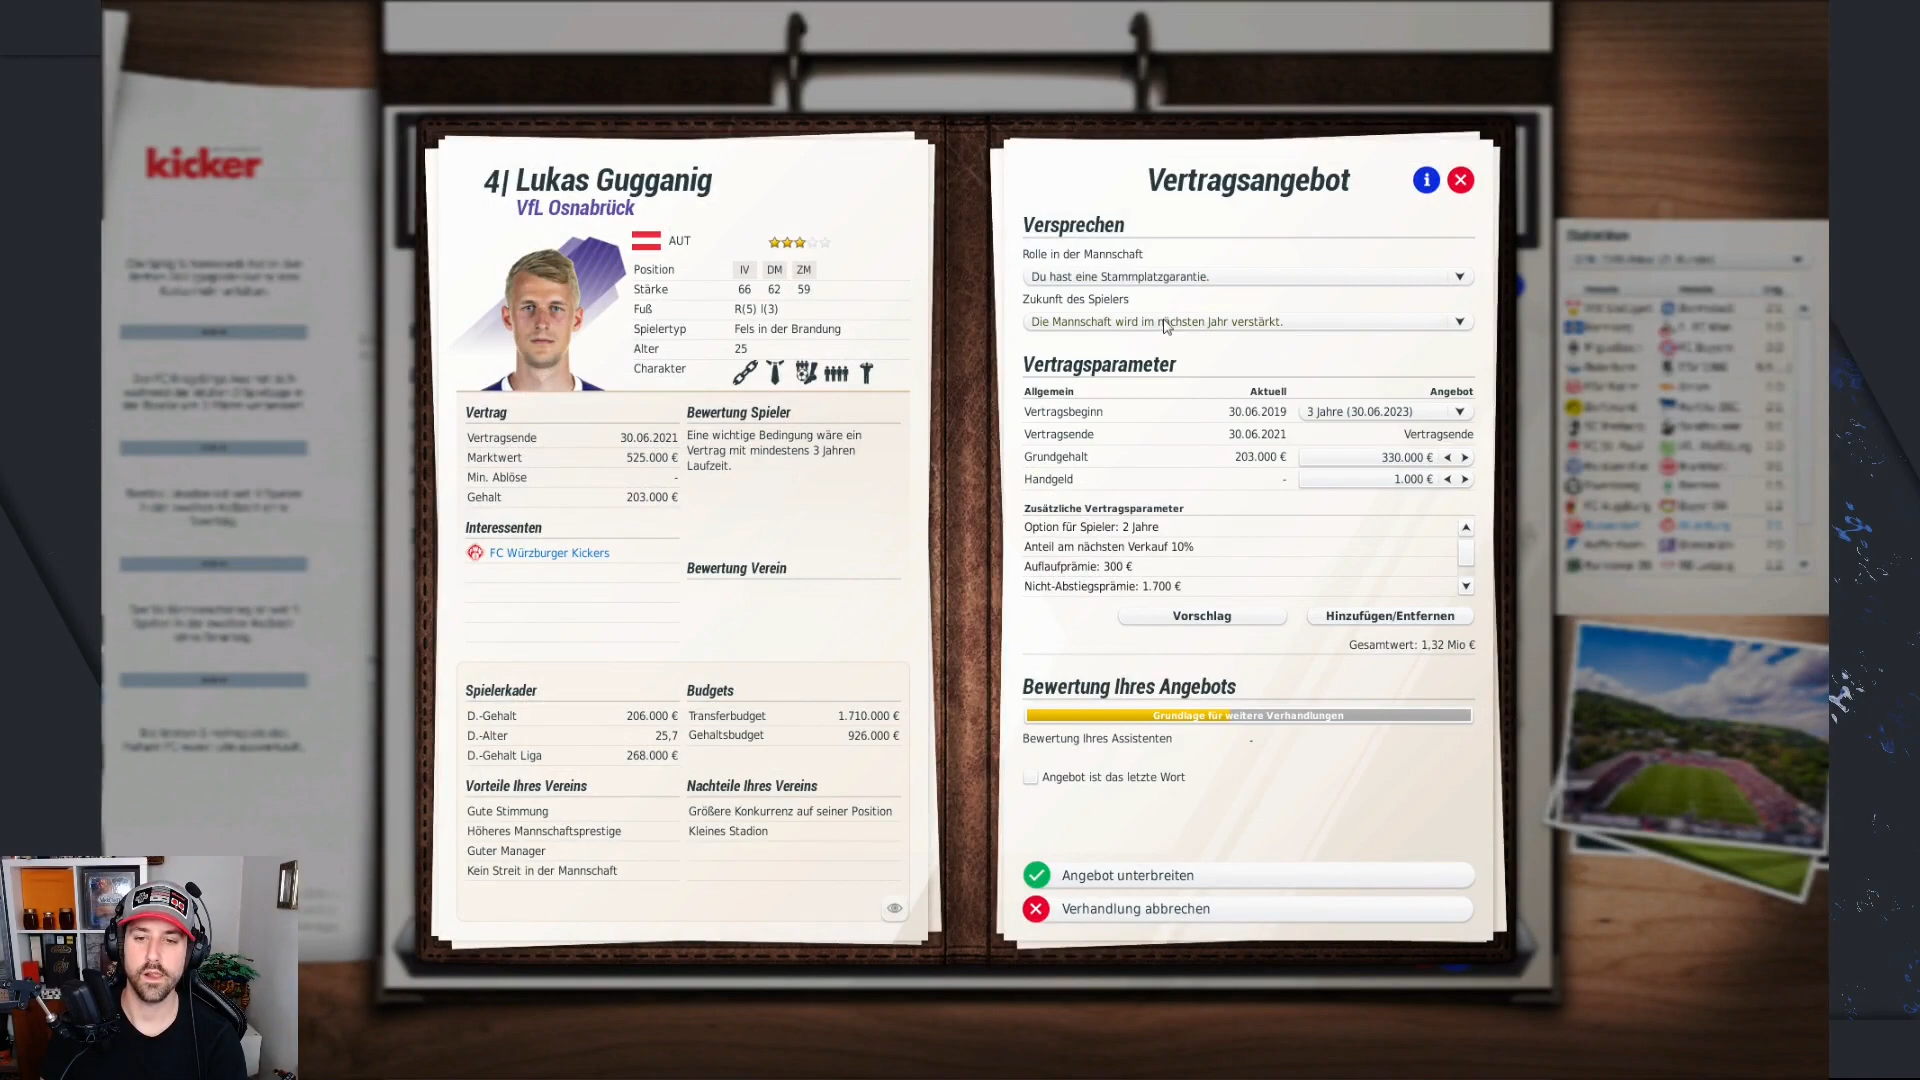 kicker
4| Lukas Gugganig
VfL Osnabrück
AUT
Position IV DM ZM
Stärke 66 62 59
Fuß R(5) l(3)
Spielertyp Fels in der Brandung
Alter 25
Charakter
Vertrag
Vertragsende 30.06.2021
Marktwert 525.000 €
Min. Ablöse -
Gehalt 203.000 €
Interessenten
FC Würzburger Kickers
Bewertung Spieler
Eine wichtige Bedingung wäre ein
Vertrag mit mindestens 3 Jahren
Laufzeit.
Bewertung Verein
Spielerkader
D.-Gehalt 206.000 €
D.-Alter 25,7
D.-Gehalt Liga 268.000 €
Budgets
Transferbudget 1.710.000 €
Gehaltsbudget 926.000 €
Vorteile Ihres Vereins
Gute Stimmung
Höheres Mannschaftsprestige
Guter Manager
Kein Streit in der Mannschaft
Nachteile Ihres Vereins
Größere Konkurrenz auf seiner Position
Kleines Stadion
Vertragsangebot
Versprechen
Rolle in der Mannschaft
Du hast eine Stammplatzgarantie.
Zukunft des Spielers
Die Mannschaft wird im nächsten Jahr verstärkt.
Vertragsparameter
Allgemein Aktuell Angebot
Vertragsbeginn 30.06.2019 3 Jahre (30.06.2023)
Vertragsende 30.06.2021 Vertragsende
Grundgehalt 203.000 € 330.000 €
Handgeld - 1.000 €
Zusätzliche Vertragsparameter
Option für Spieler: 2 Jahre
Anteil am nächsten Verkauf 10%
Auflaufprämie: 300 €
Nicht-Abstiegsprämie: 1.700 €
Vorschlag Hinzufügen/Entfernen
Gesamtwert: 1,32 Mio €
Bewertung Ihres Angebots
Grundlage für weitere Verhandlungen
Bewertung Ihres Assistenten -
Angebot ist das letzte Wort
Angebot unterbreiten
Verhandlung abbrechen